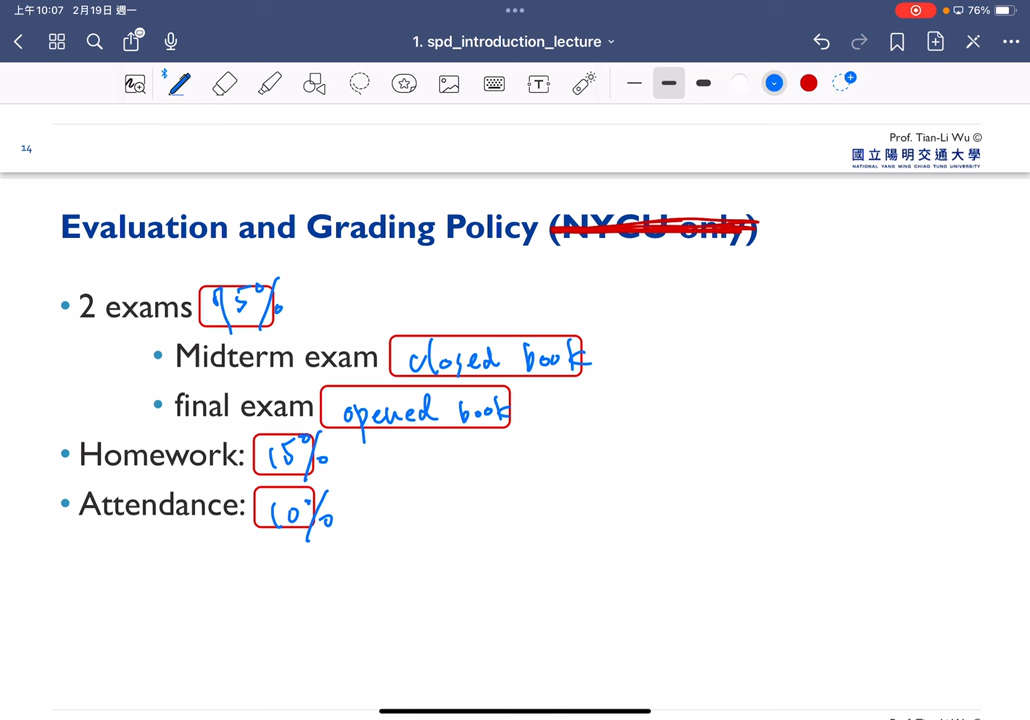 上午10:07 2月19日 週一
76%
1. spd_introduction_lecture
T
Prof. Tian-Li Wu ©
14
國立陽明交通大學
NATIONAL YANG MING CHIAO TUNG UNIVERSITY
Evaluation and Grading Policy (NYCU only)
• 2 exams 75%
• Midterm exam closed book
• final exam opened book
• Homework: 15%
• Attendance: 10%